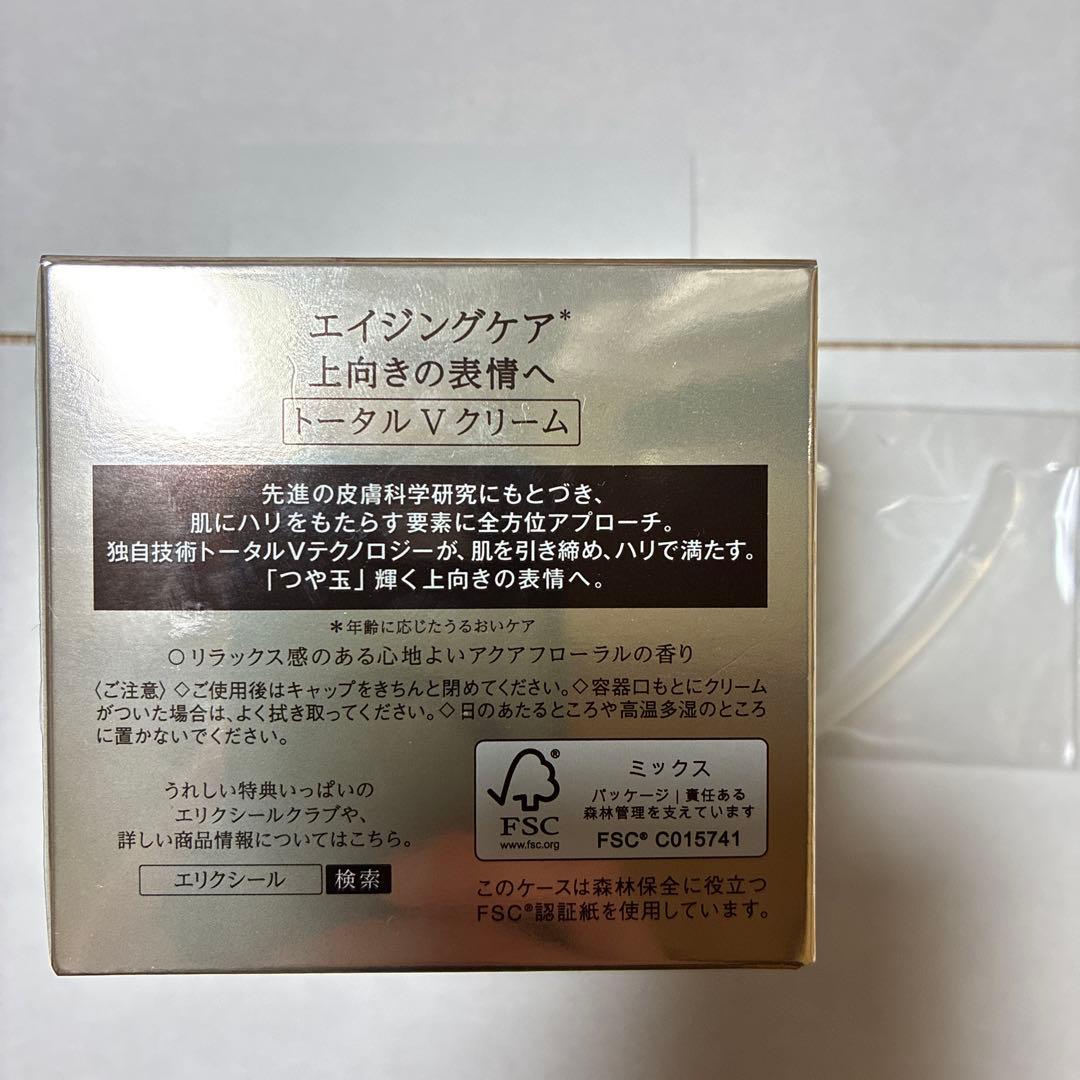 エイジングケア*
上向きの表情へ
トータルVクリーム
先進の皮膚科学研究にもとづき、
肌にハリをもたらす要素に全方位アプローチ。
独自技術トータルVテクノロジーが、肌を引き締め、ハリで満たす。
「つや玉」輝く上向きの表情へ。
*年齢に応じたうるおいケア
○リラックス感のある心地よいアクアフローラルの香り
〈ご注意〉◇ご使用後はキャップをきちんと閉めてください。◇容器口もとにクリーム
がついた場合は、よく拭き取ってください。◇日のあたるところや高温多湿のところ
に置かないでください。
うれしい特典いっぱいの
エリクシールクラブや、
詳しい商品情報についてはこちら。
エリクシール 検索
®
FSC
www.fsc.org
ミックス
パッケージ|責任ある
森林管理を支えています
FSC® C015741
このケースは森林保全に役立つ
FSC®認証紙を使用しています。